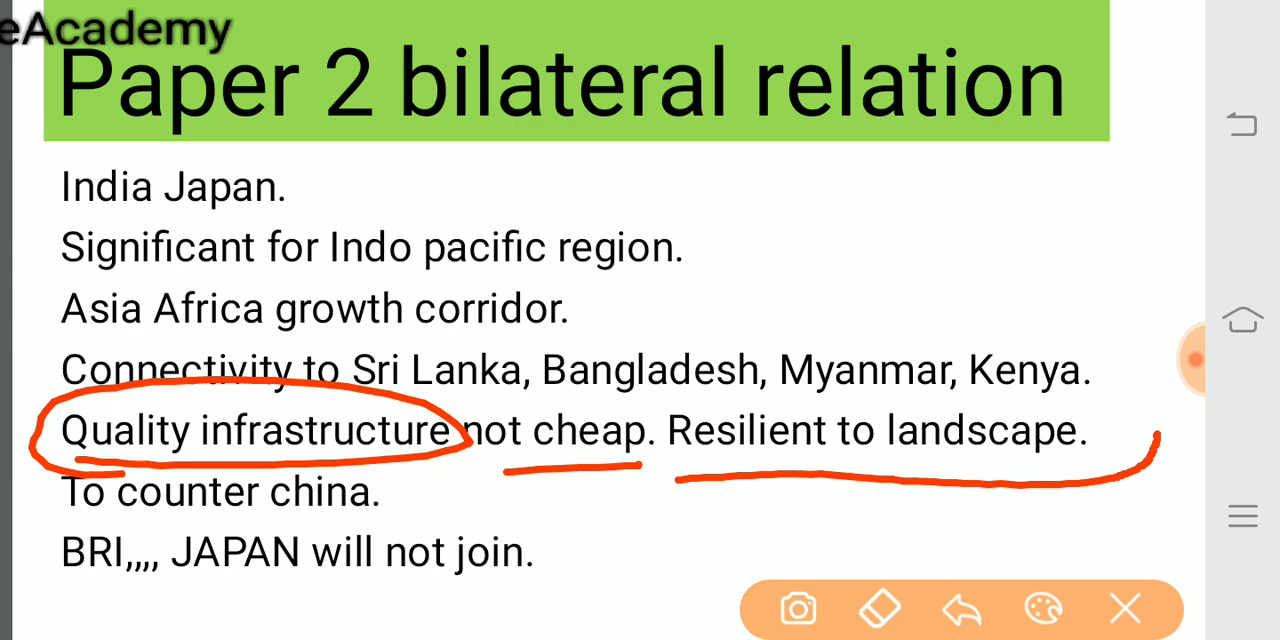 eAcademy
Paper 2 bilateral relation
India Japan.
Significant for Indo pacific region.
Asia Africa growth corridor.
Connectivity to Sri Lanka, Bangladesh, Myanmar, Kenya.
Quality infrastructure not cheap. Resilient to landscape.
To counter china.
BRI,,,, JAPAN will not join.